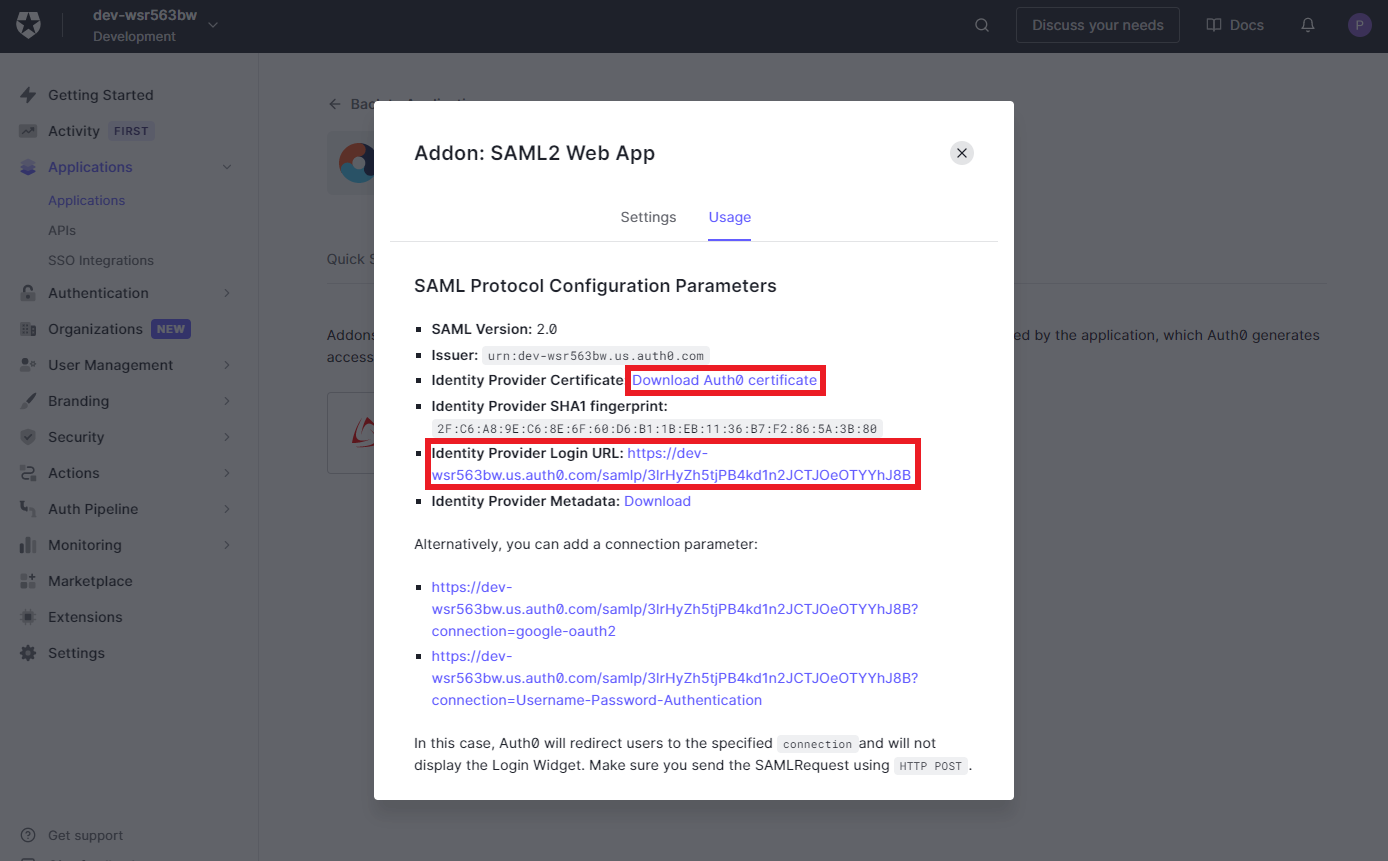 dev-wsr563bw
Development
Discuss your needs
Docs
P
Getting Started
Activity FIRST
Applications
Applications
APIs
SSO Integrations
Authentication
Organizations NEW
User Management
Branding
Security
Actions
Auth Pipeline
Monitoring
Marketplace
Extensions
Settings
Get support
Quick S
Addons
access
ed by the application, which Auth0 generates
Addon: SAML2 Web App
Settings
Usage
SAML Protocol Configuration Parameters
SAML Version: 2.0
Issuer: urn:dev-wsr563bw.us.auth0.com
Identity Provider Certificate Download Auth0 certificate
Identity Provider SHA1 fingerprint:
2F:C6:A8:9E:C6:8E:6F:60:D6:B1:1B:EB:11:36:B7:F2:86:5A:3B:80
Identity Provider Login URL: https://dev-
wsr563bw.us.auth0.com/samlp/3lrHyZh5tjPB4kd1n2JCTJOeOTYYhJ8B
Identity Provider Metadata: Download
Alternatively, you can add a connection parameter:
https://dev-
wsr563bw.us.auth0.com/samlp/3lrHyZh5tjPB4kd1n2JCTJOeOTYYhJ8B?
connection=google-oauth2
https://dev-
wsr563bw.us.auth0.com/samlp/3lrHyZh5tjPB4kd1n2JCTJOeOTYYhJ8B?
connection=Username-Password-Authentication
In this case, Auth0 will redirect users to the specified connection and will not
display the Login Widget. Make sure you send the SAMLRequest using HTTP POST.